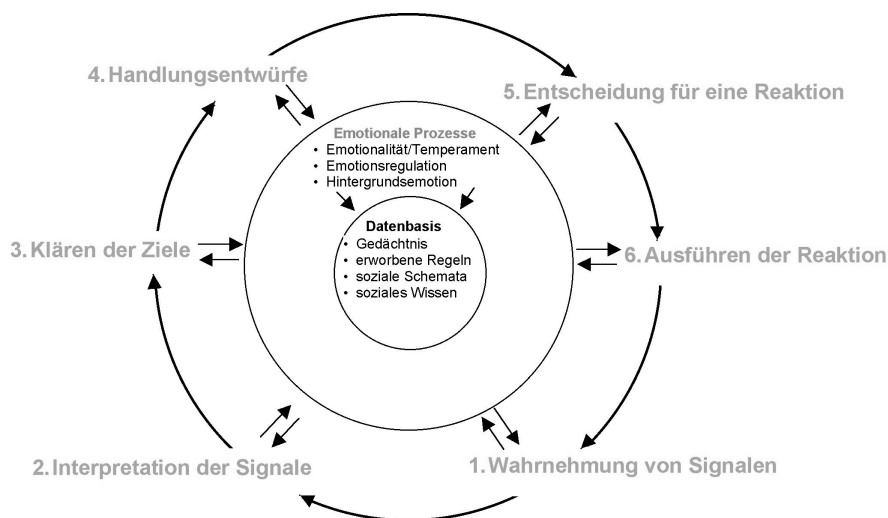 4. Handlungsentwürfe
5. Entscheidung für eine Reaktion
Emotionale Prozesse
• Emotionalität/Temperament
• Emotionsregulation
• Hintergrundsemotion
Datenbasis
• Gedächtnis
• erworbene Regeln
• soziale Schemata
• soziales Wissen
3. Klären der Ziele
6. Ausführen der Reaktion
2. Interpretation der Signale
1. Wahrnehmung von Signalen